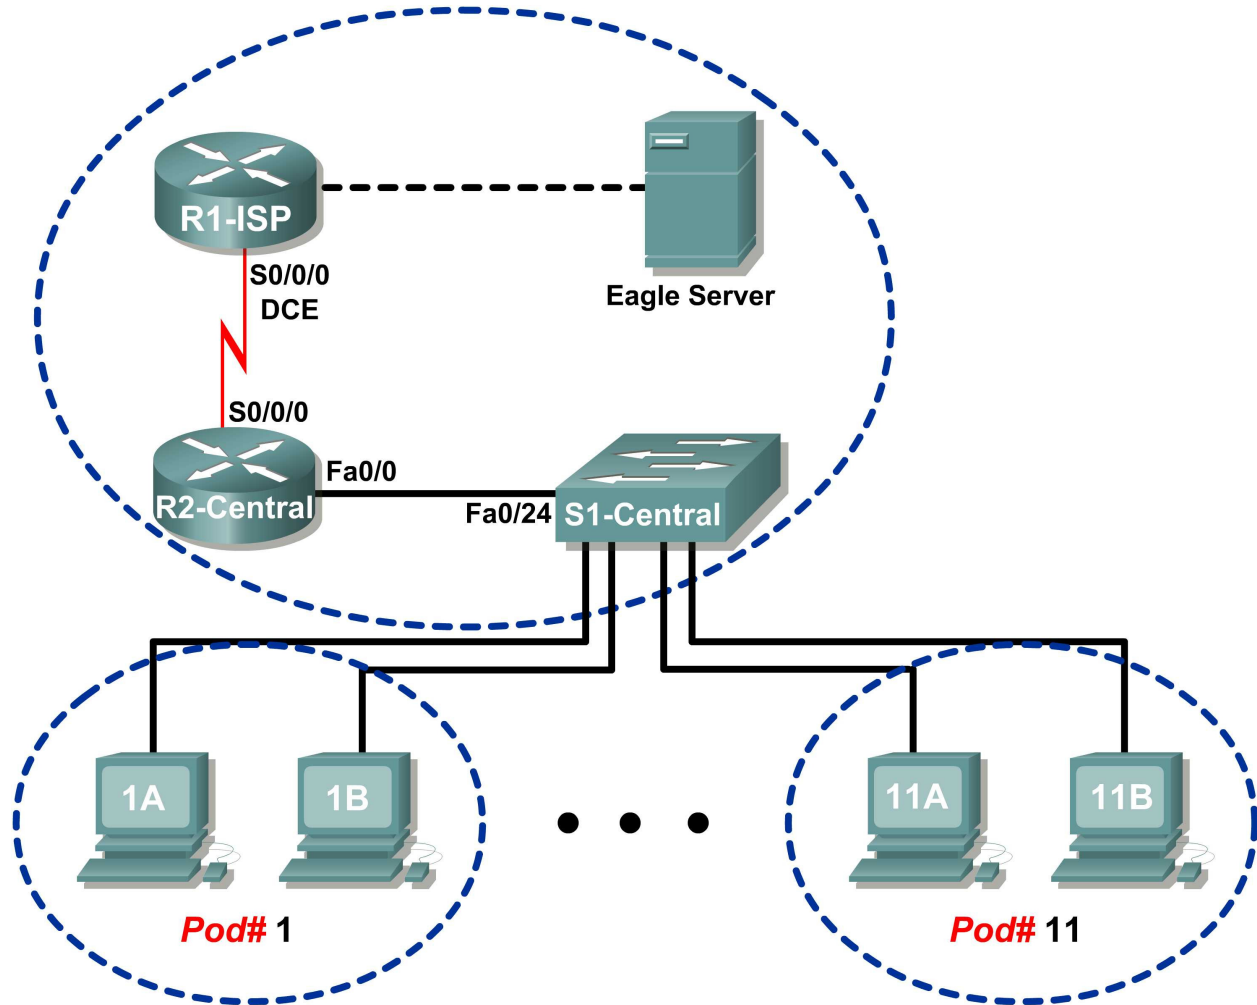 R1-ISP
S0/0/0
DCE
Eagle Server
S0/0/0
R2-Central
Fa0/0
Fa0/24
S1-Central
1A
1B
11A
11B
Pod# 1
Pod# 11